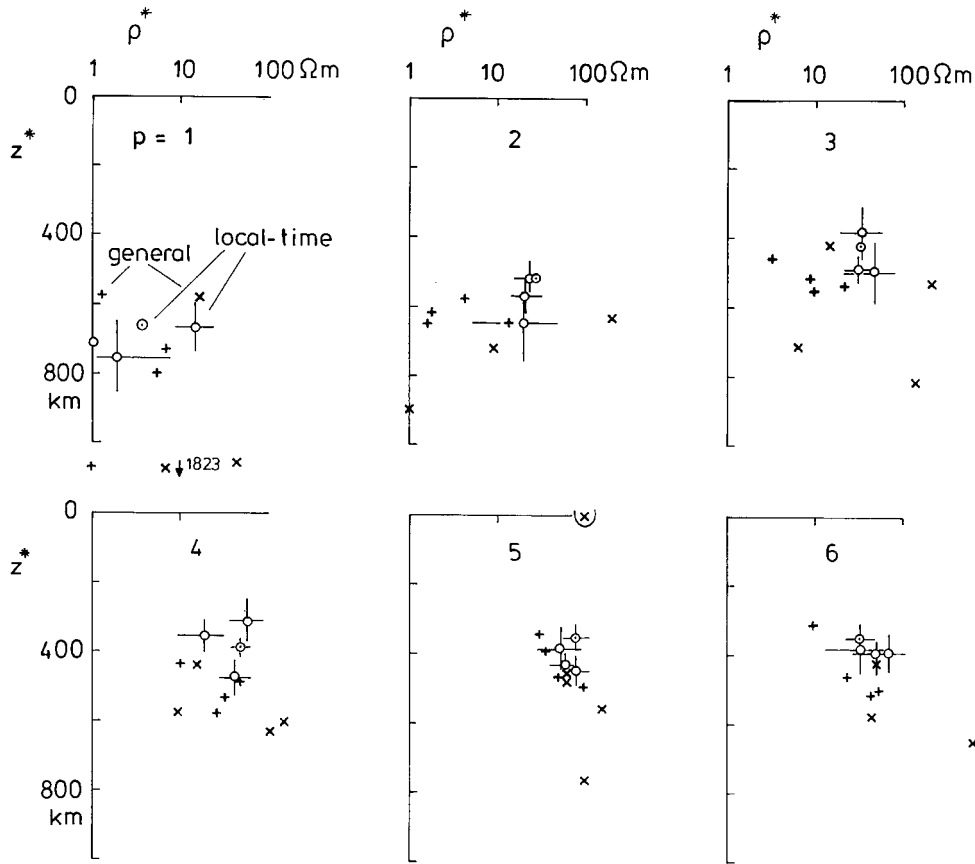 ρ* ρ* ρ*
1 10 100 Ωm 1 10 100 Ωm 1 10 100 Ωm
0
z* p = 1 2 3
400
general local-time
800
km
1823
0
z* 4 5 6
400
800
km